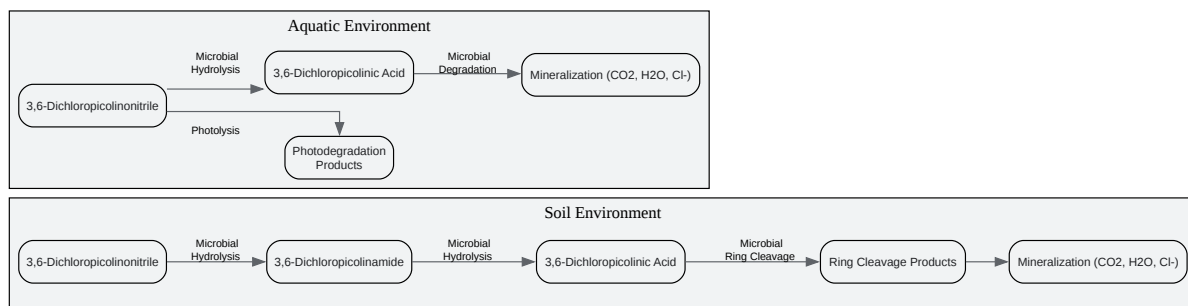 Aquatic Environment
Microbial
Hydrolysis
3,6-Dichloropicolinic Acid
Microbial
Degradation
Mineralization (CO2, H2O, Cl-)
3,6-Dichloropicolinonitrile
Photolysis
Photodegradation
Products
Soil Environment
3,6-Dichloropicolinonitrile
Microbial
Hydrolysis
3,6-Dichloropicolinamide
Microbial
Hydrolysis
3,6-Dichloropicolinic Acid
Microbial
Ring Cleavage
Ring Cleavage Products
Mineralization (CO2, H2O, Cl-)